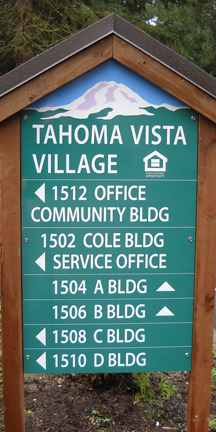 TAHOMA VISTA
VILLAGE
1512 OFFICE
COMMUNITY BLDG
1502 COLE BLDG
SERVICE OFFICE
1504 A BLDG
1506 B BLDG
1508 C BLDG
1510 D BLDG